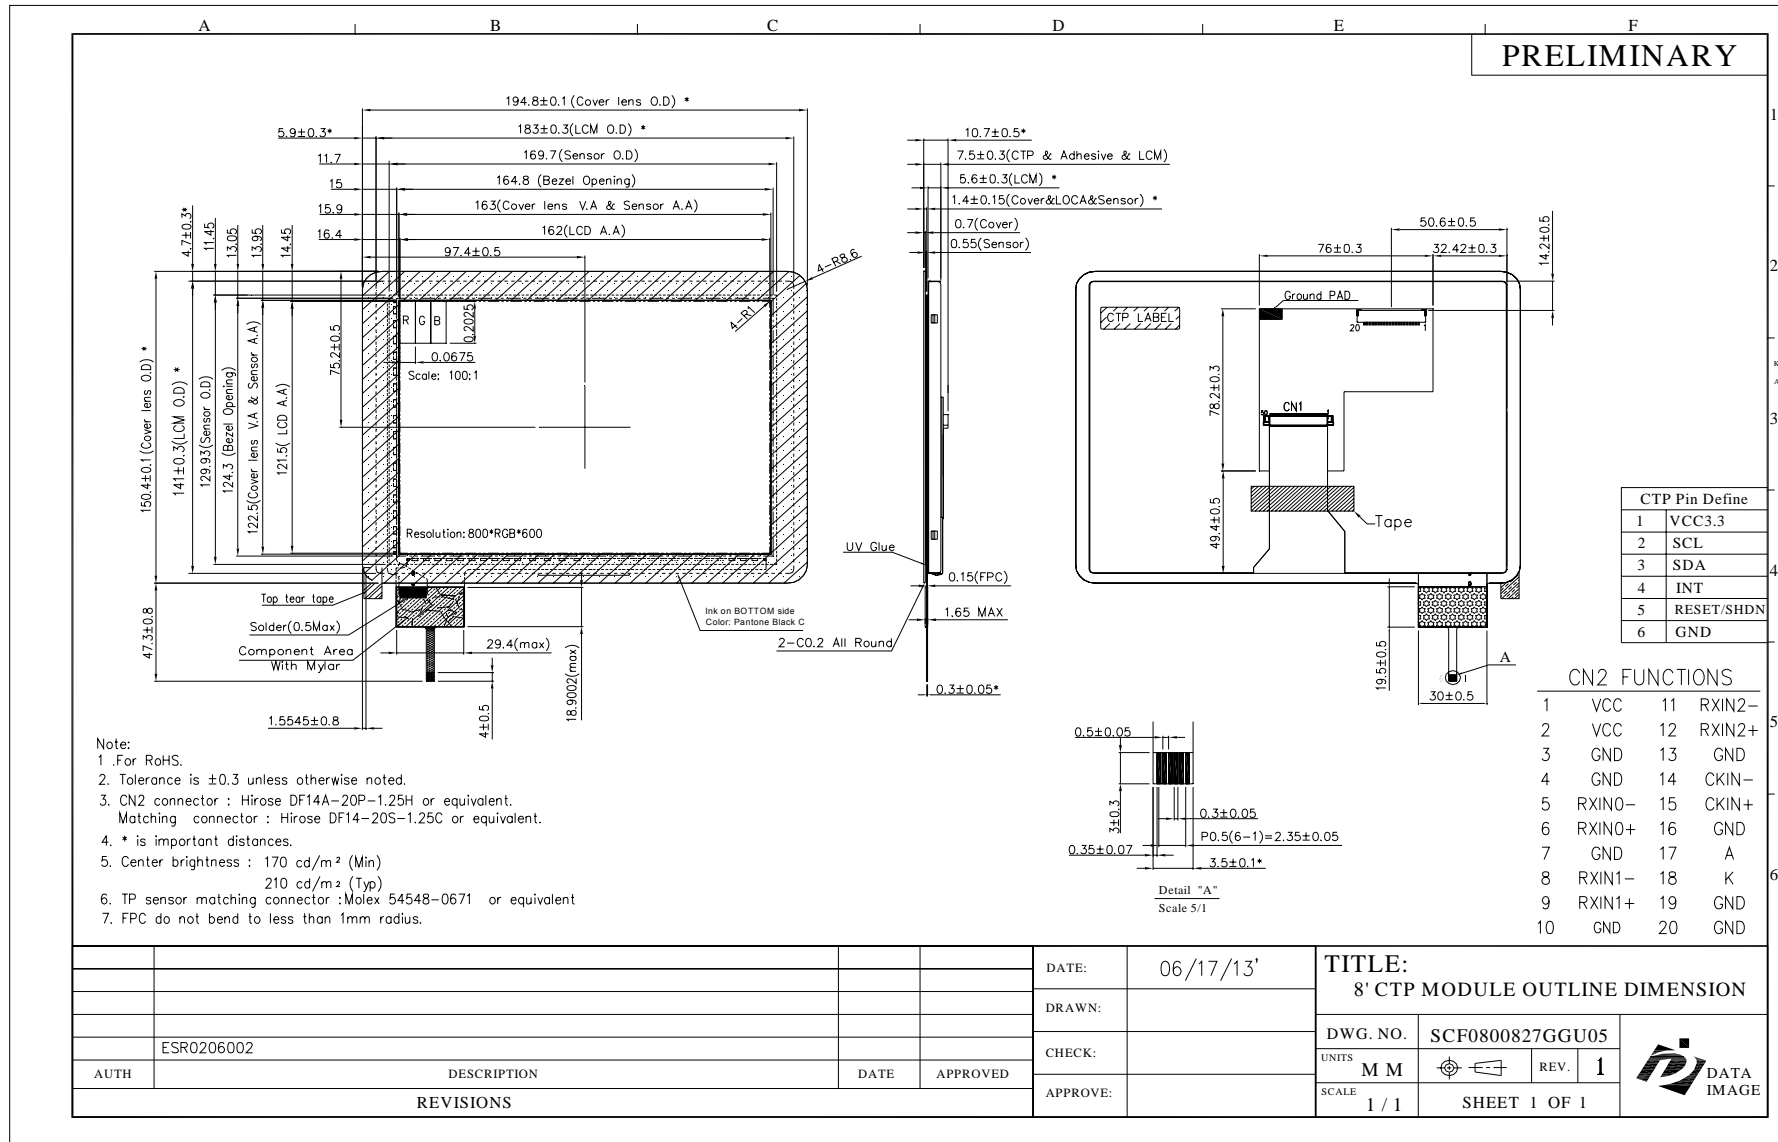 A B C D E F
PRELIMINARY
1
2
3
4
5
6
194.8±0.1(Cover lens O.D) *
183±0.3(LCM O.D) *
5.9±0.3*
169.7(Sensor O.D)
11.7
164.8 (Bezel Opening)
15
163(Cover lens V.A & Sensor A.A)
15.9
162(LCD A.A)
16.4
97.4±0.5
4.7±0.3*
11.45
13.05
13.95
14.45
4-R8.6
4-R1
150.4±0.1(Cover lens O.D) *
141±0.3(LCM O.D) *
129.93(Sensor O.D)
124.3 (Bezel Opening)
122.5(Cover lens V.A & Sensor A.A)
121.5( LCD A.A)
75.2±0.5
R G B
0.2025
0.0675
Scale: 100:1
Resolution: 800*RGB*600
Top tear tape
Solder(0.5Max)
Component Area
With Mylar
47.3±0.8
29.4(max)
18.9002(max)
4±0.5
1.5545±0.8
Ink on BOTTOM side
Color: Pantone Black C
10.7±0.5*
7.5±0.3(CTP & Adhesive & LCM)
5.6±0.3(LCM) *
1.4±0.15(Cover&LOCA&Sensor) *
0.7(Cover)
0.55(Sensor)
UV Glue
0.15(FPC)
1.65 MAX
2-C0.2 All Round
0.3±0.05*
50.6±0.5
76±0.3
32.42±0.3
14.2±0.5
Ground PAD
CTP LABEL
20 1
CN1
78.2±0.3
49.4±0.5
Tape
19.5±0.5
30±0.5
A
1
0.5±0.05
3±0.3
0.3±0.05
P0.5(6-1)=2.35±0.05
0.35±0.07
3.5±0.1*
Detail "A"
Scale 5/1
CTP Pin Define
1 VCC3.3
2 SCL
3 SDA
4 INT
5 RESET/SHDN
6 GND
CN2 FUNCTIONS
1 VCC 11 RXIN2-
2 VCC 12 RXIN2+
3 GND 13 GND
4 GND 14 CKIN-
5 RXIN0- 15 CKIN+
6 RXIN0+ 16 GND
7 GND 17 A
8 RXIN1- 18 K
9 RXIN1+ 19 GND
10 GND 20 GND
Note:
1 .For RoHS.
2. Tolerance is ±0.3 unless otherwise noted.
3. CN2 connector : Hirose DF14A-20P-1.25H or equivalent.
Matching connector : Hirose DF14-20S-1.25C or equivalent.
4. * is important distances.
5. Center brightness : 170 cd/m² (Min)
210 cd/m² (Typ)
6. TP sensor matching connector :Molex 54548-0671 or equivalent
7. FPC do not bend to less than 1mm radius.
ESR0206002
AUTH DESCRIPTION DATE APPROVED
REVISIONS
DATE: 06/17/13'
DRAWN:
CHECK:
APPROVE:
TITLE:
8' CTP MODULE OUTLINE DIMENSION
DWG. NO. SCF0800827GGU05
UNITS MM REV. 1
SCALE 1 / 1 SHEET 1 OF 1
DATA
IMAGE